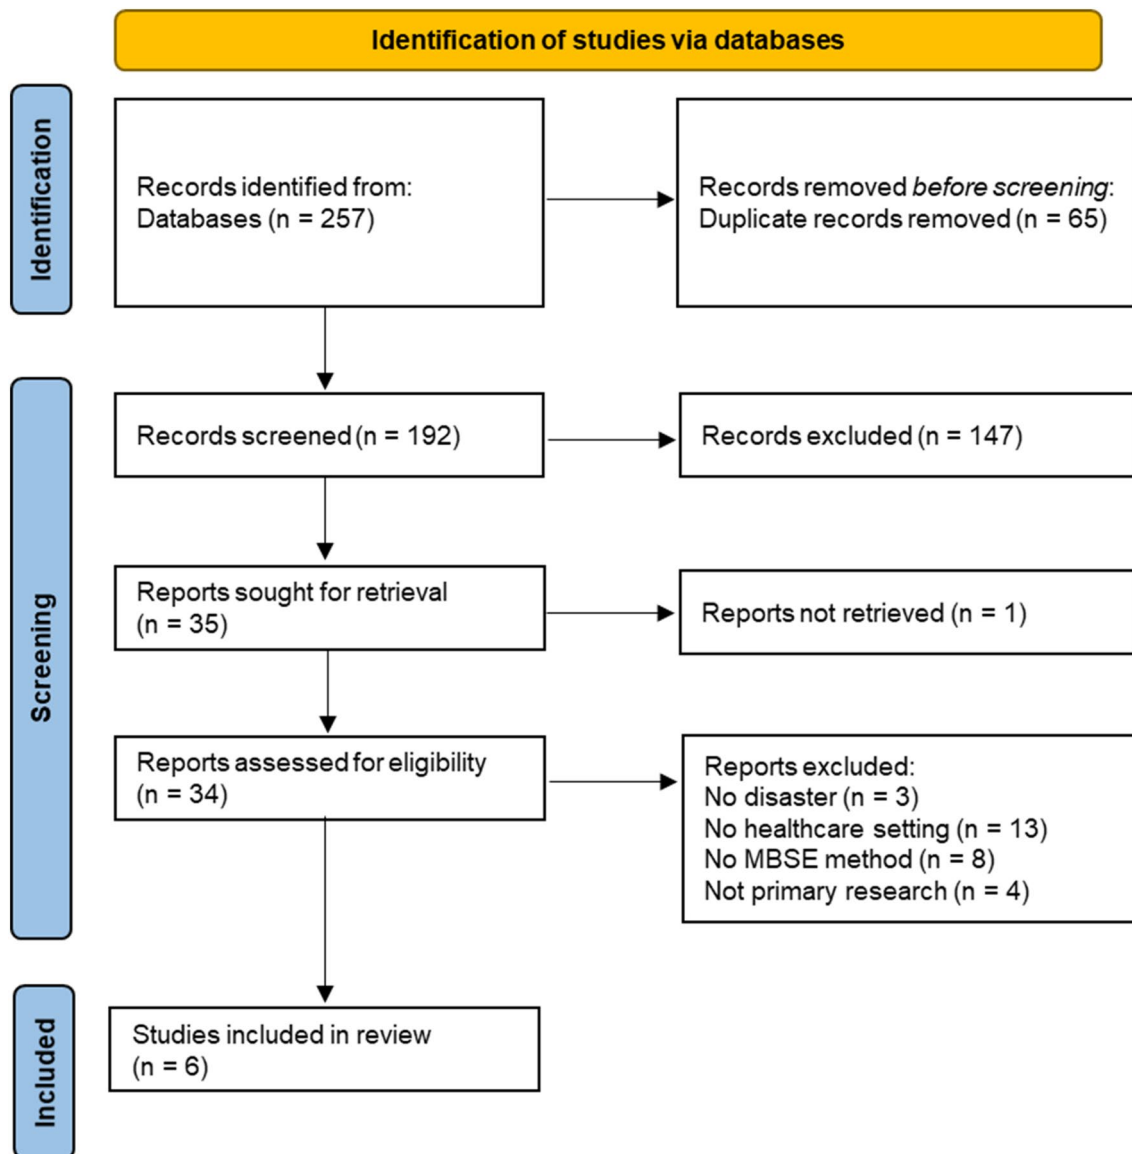 Identification of studies via databases
Identification
Records identified from:
Databases (n = 257)
Records removed before screening:
Duplicate records removed (n = 65)
Screening
Records screened (n = 192)
Records excluded (n = 147)
Reports sought for retrieval
(n = 35)
Reports not retrieved (n = 1)
Reports assessed for eligibility
(n = 34)
Reports excluded:
No disaster (n = 3)
No healthcare setting (n = 13)
No MBSE method (n = 8)
Not primary research (n = 4)
Included
Studies included in review
(n = 6)